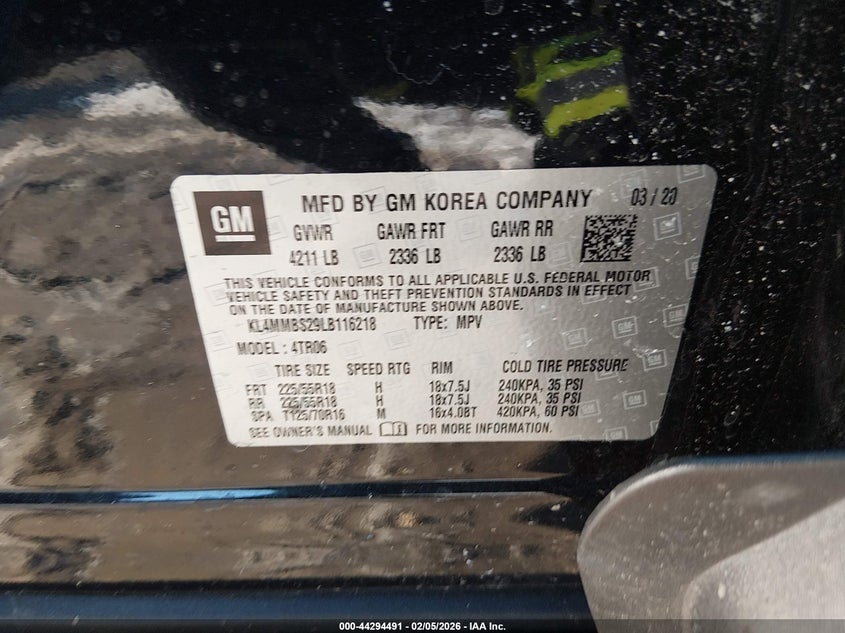 GM
MFD BY GM KOREA COMPANY 03 / 20
GVWR GAWR FRT GAWR RR
4211 LB 2336 LB 2336 LB
THIS VEHICLE CONFORMS TO ALL APPLICABLE U.S. FEDERAL MOTOR
VEHICLE SAFETY AND THEFT PREVENTION STANDARDS IN EFFECT
ON THE DATE OF MANUFACTURE SHOWN ABOVE.
KL4MMBS29LB116218 TYPE: MPV
MODEL : 4TR06
TIRE SIZE SPEED RTG RIM COLD TIRE PRESSURE
FRT 225/55R18 H 18x7.5J 240KPA, 35 PSI
RR 225/55R18 H 18x7.5J 240KPA, 35 PSI
SPA T125/70R16 M 16x4.0BT 420KPA, 60 PSI
SEE OWNER'S MANUAL FOR MORE INFORMATION.
000-44294491 - 02/05/2026 - IAA Inc.